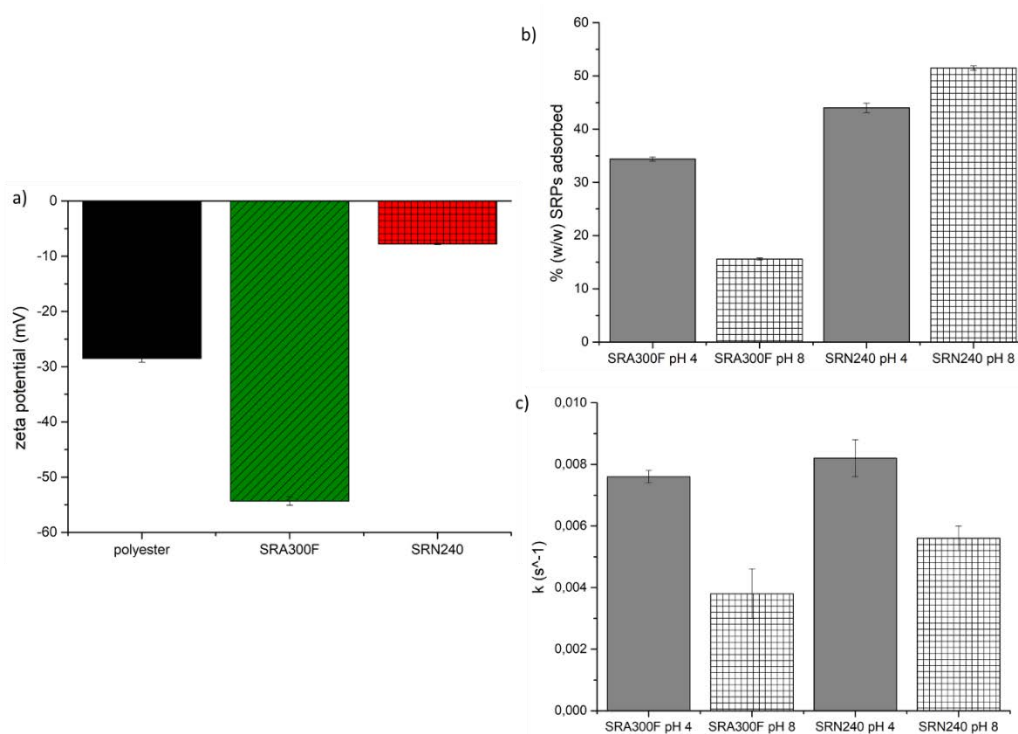 a)
zeta potential (mV)
0
-10
-20
-30
-40
-50
-60
polyester
SRA300F
SRN240
b)
% (w/w) SRPs adsorbed
60
50
40
30
20
10
0
SRA300F pH 4
SRA300F pH 8
SRN240 pH 4
SRN240 pH 8
c)
k (s^-1)
0,010
0,008
0,006
0,004
0,002
0,000
SRA300F pH 4
SRA300F pH 8
SRN240 pH 4
SRN240 pH 8